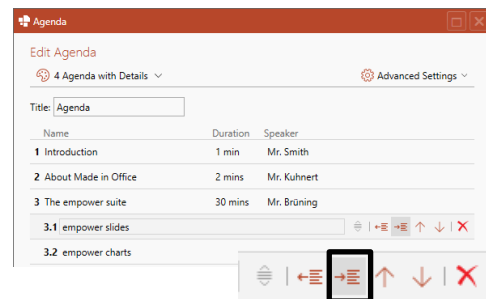 Agenda
Edit Agenda
4 Agenda with Details
Advanced Settings
Title: Agenda
Name Duration Speaker
1 Introduction 1 min Mr. Smith
2 About Made in Office 2 mins Mr. Kuhnert
3 The empower suite 30 mins Mr. Brüning
3.1 empower slides
3.2 empower charts